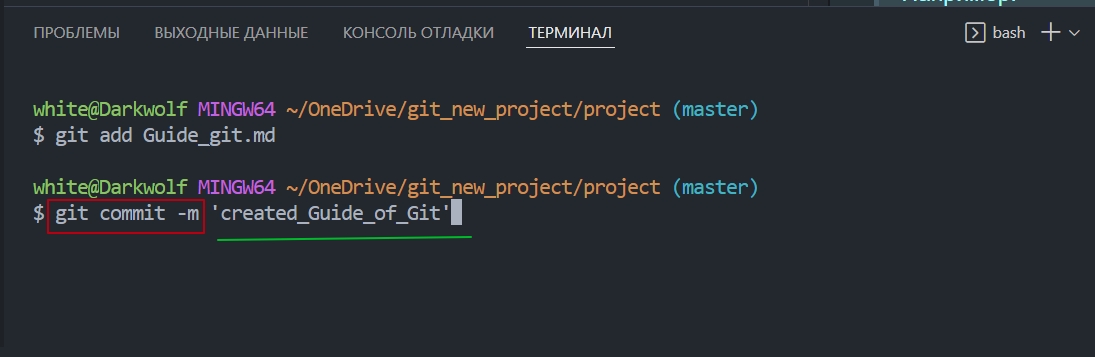 Например:
ПРОБЛЕМЫ ВЫХОДНЫЕ ДАННЫЕ КОНСОЛЬ ОТЛАДКИ ТЕРМИНАЛ bash
white@Darkwolf MINGW64 ~/OneDrive/git_new_project/project (master)
$ git add Guide_git.md
white@Darkwolf MINGW64 ~/OneDrive/git_new_project/project (master)
$ git commit -m 'created_Guide_of_Git'